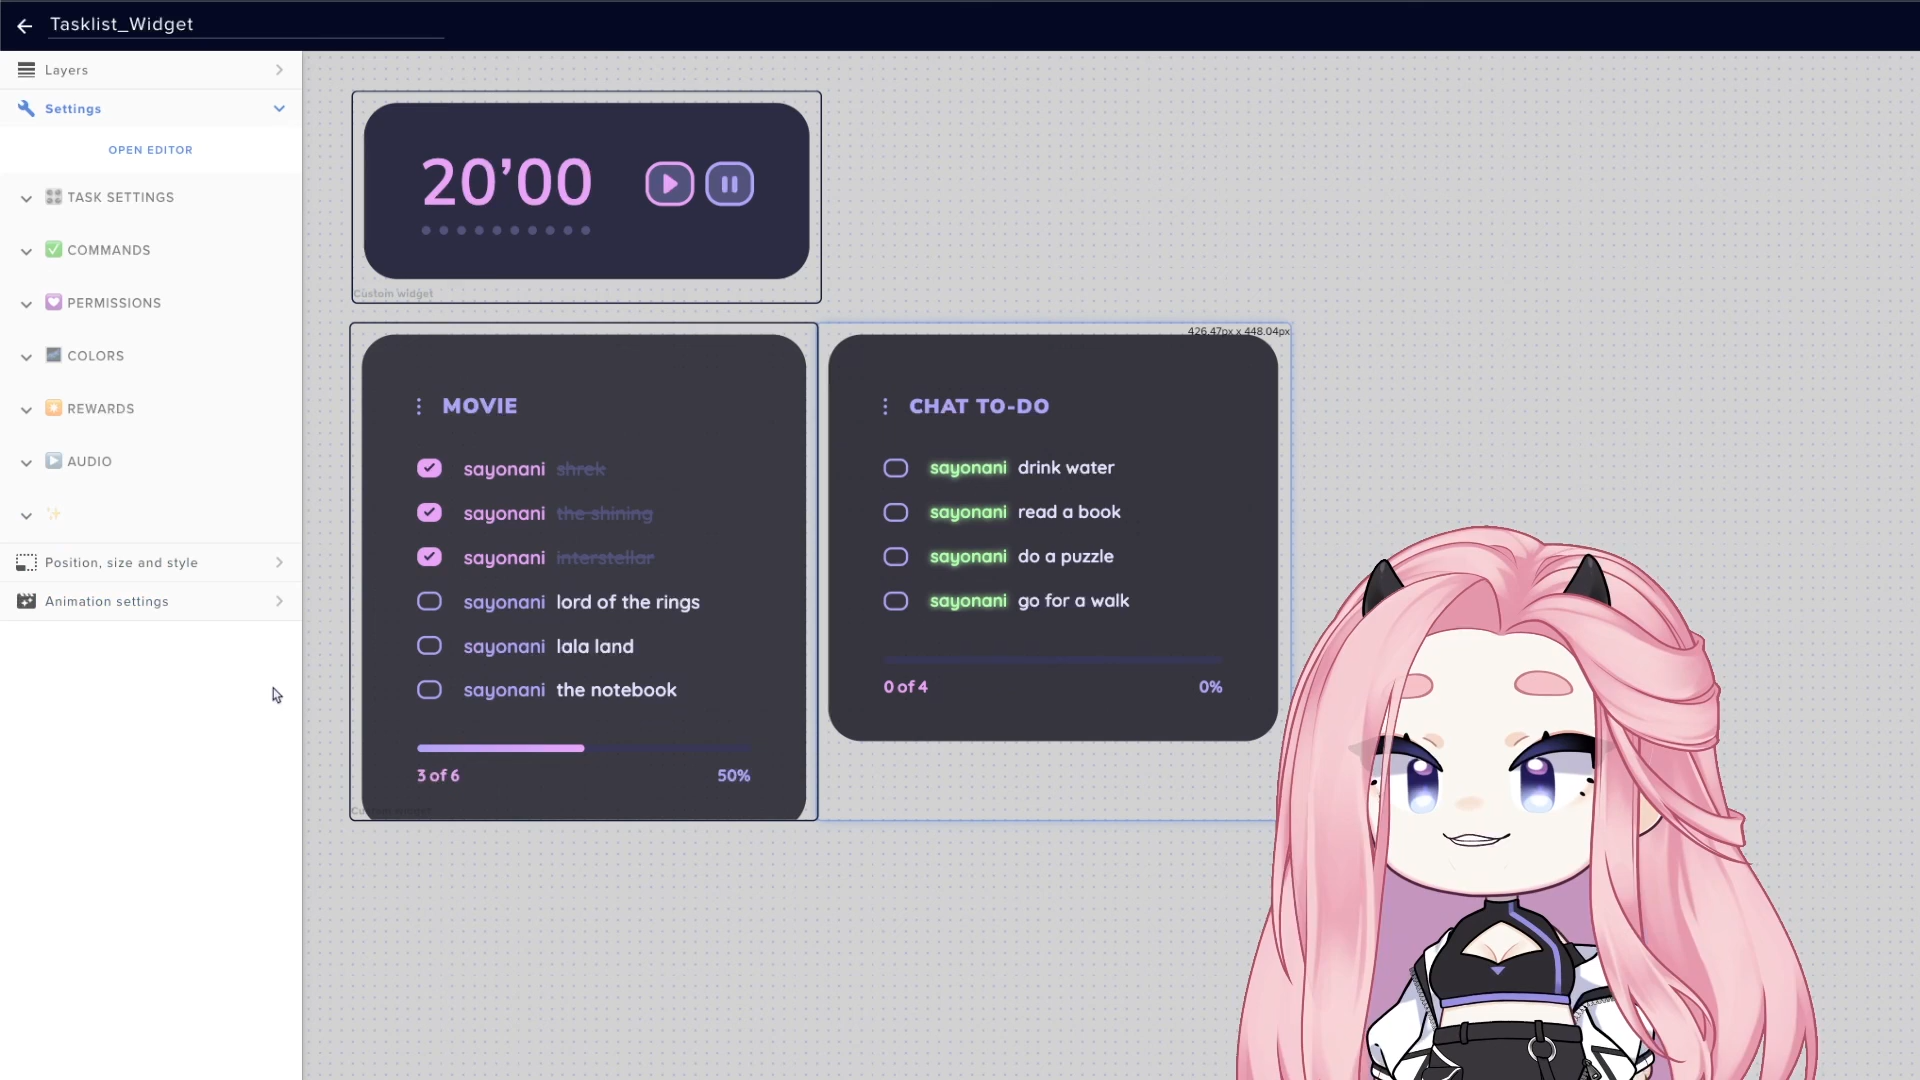 Tasklist_Widget
Layers
Settings
OPEN EDITOR
TASK SETTINGS
COMMANDS
PERMISSIONS
COLORS
REWARDS
AUDIO
Position, size and style
Animation settings
20’00
Custom widget
MOVIE
sayonani shrek
sayonani the shining
sayonani interstellar
sayonani lord of the rings
sayonani lala land
sayonani the notebook
3 of 6 50%
Custom widget
426.47px x 448.04px
CHAT TO-DO
sayonani drink water
sayonani read a book
sayonani do a puzzle
sayonani go for a walk
0 of 4 0%